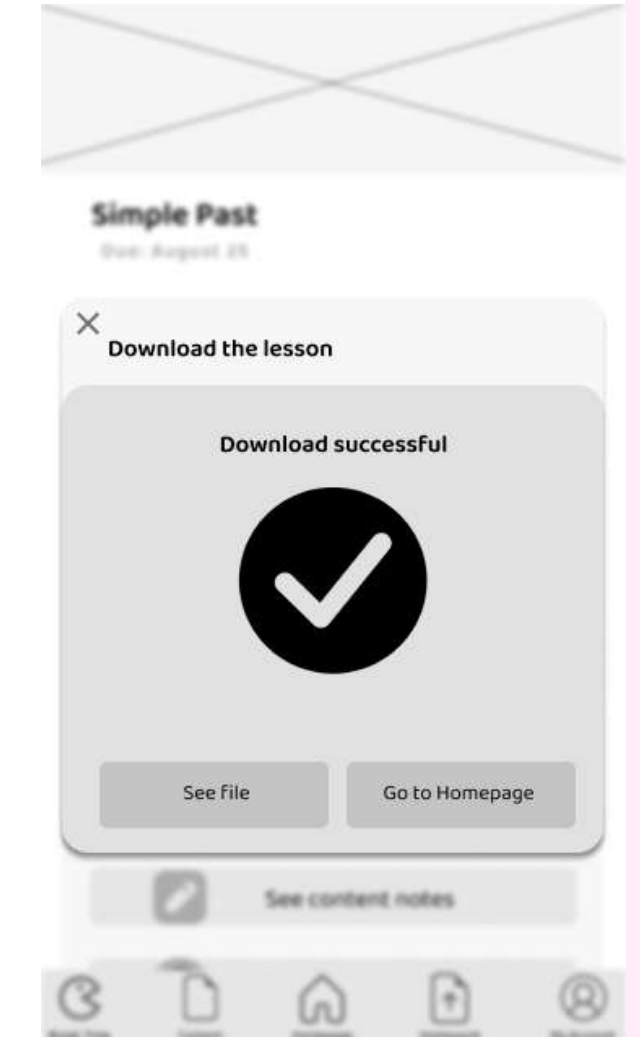 Simple Past
Due: August 25
Download the lesson
Download successful
See file
Go to Homepage
See content notes